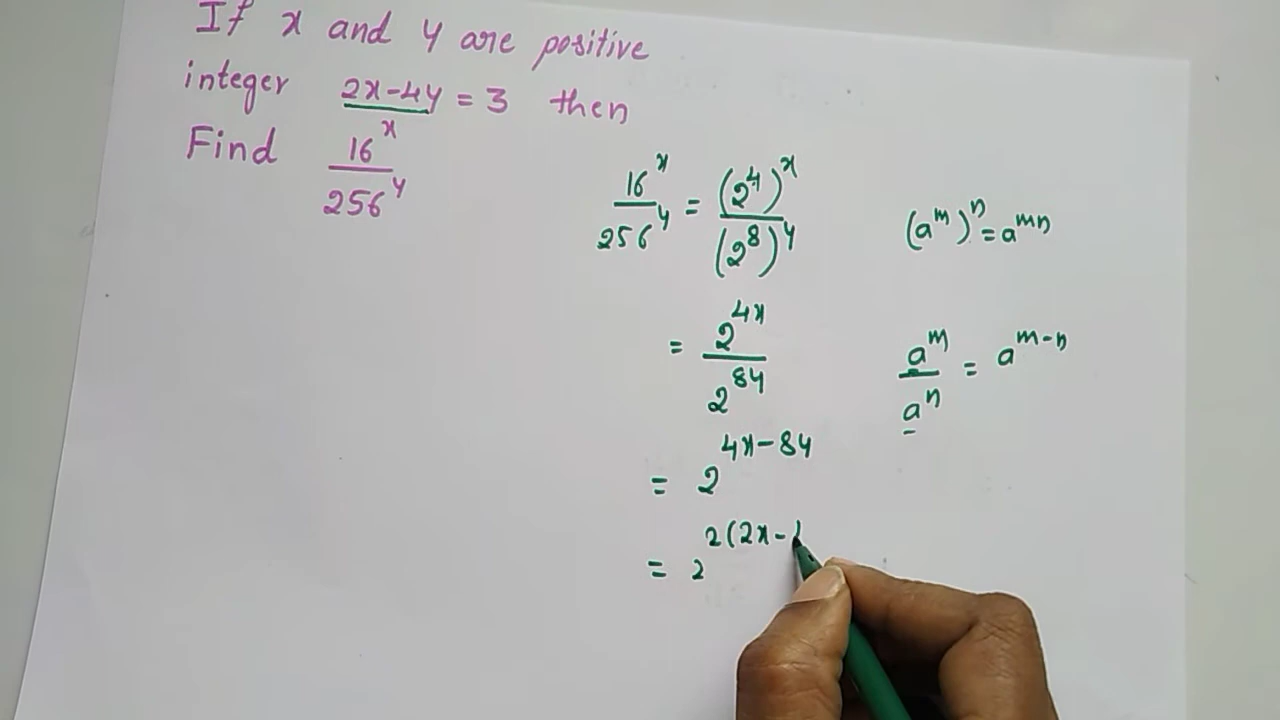 If x and y are positive
integer 2x-4y = 3 then
Find 16^x / 256^y
16^x / 256^y = (2^4)^x / (2^8)^y
(a^m)^n = a^mn
= 2^4x / 2^8y
a^m / a^n = a^m-n
= 2^4x-8y
= 2^2(2x-